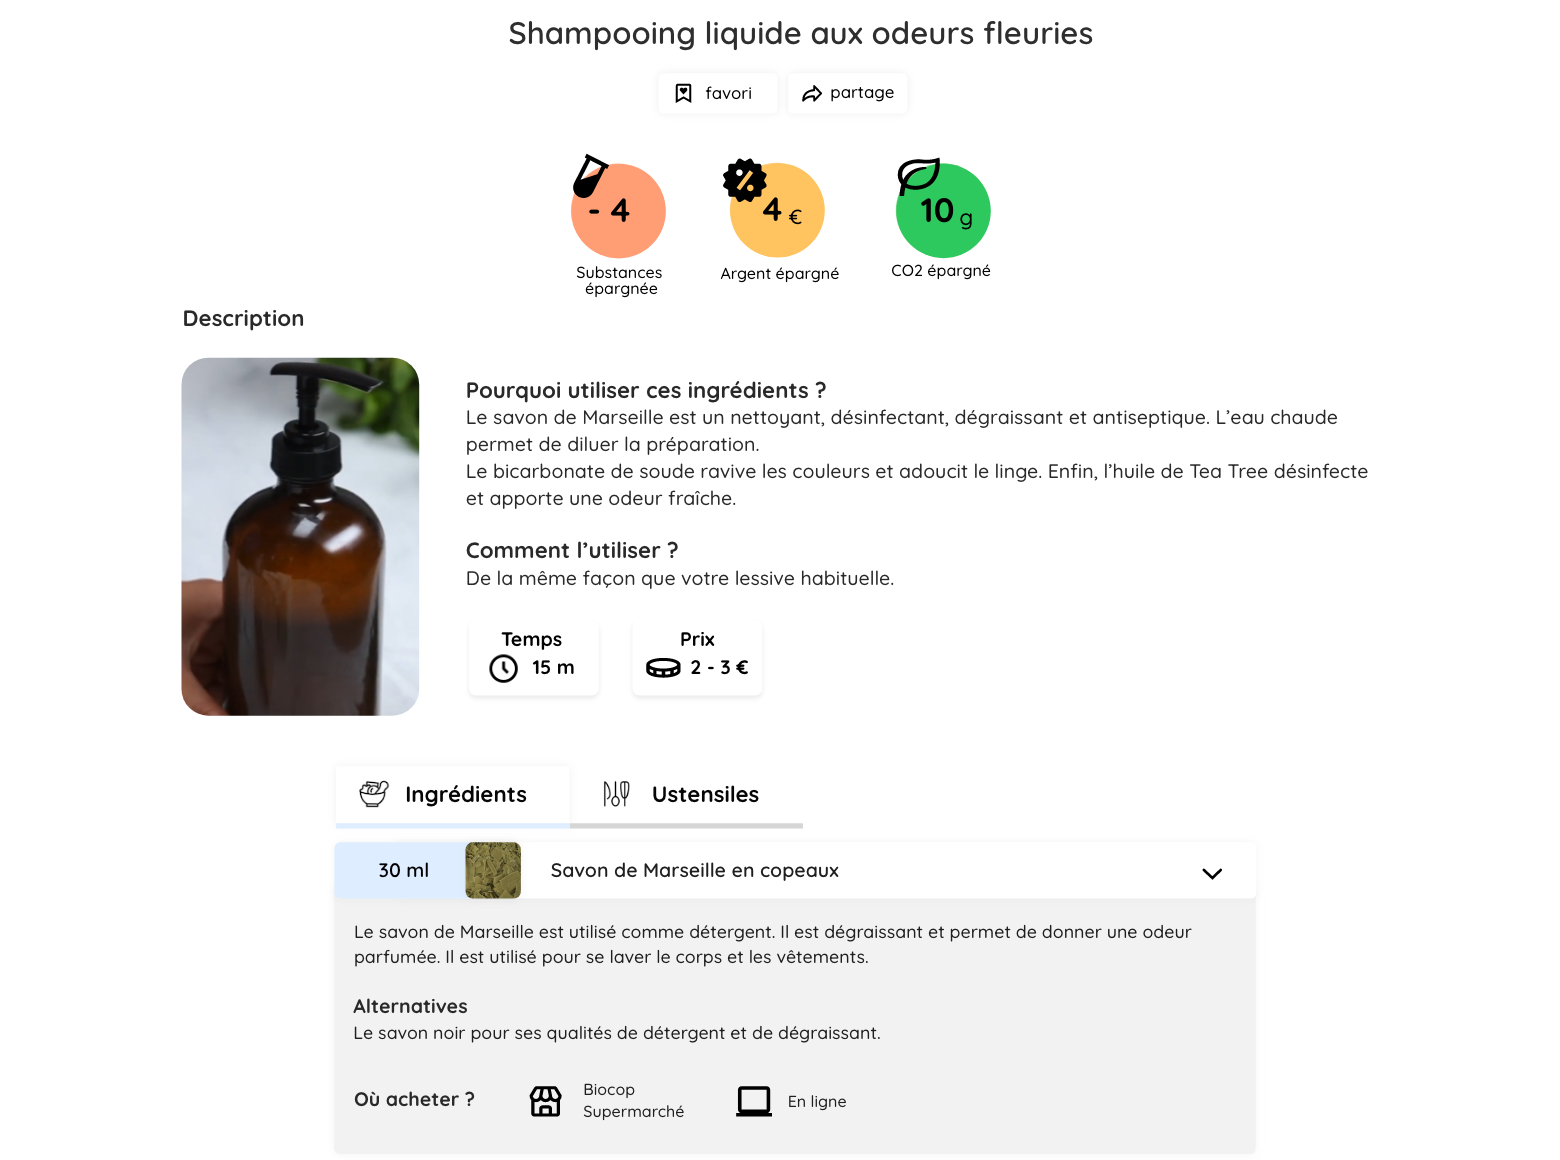 Shampooing liquide aux odeurs fleuries
favori
partage
- 4
4 €
10 g
Substances
épargnée
Argent épargné
CO2 épargné
Description
Pourquoi utiliser ces ingrédients ?
Le savon de Marseille est un nettoyant, désinfectant, dégraissant et antiseptique. L’eau chaude
permet de diluer la préparation.
Le bicarbonate de soude ravive les couleurs et adoucit le linge. Enfin, l’huile de Tea Tree désinfecte
et apporte une odeur fraîche.
Comment l’utiliser ?
De la même façon que votre lessive habituelle.
Temps
15 m
Prix
2 - 3 €
Ingrédients
Ustensiles
30 ml
Savon de Marseille en copeaux
Le savon de Marseille est utilisé comme détergent. Il est dégraissant et permet de donner une odeur
parfumée. Il est utilisé pour se laver le corps et les vêtements.
Alternatives
Le savon noir pour ses qualités de détergent et de dégraissant.
Où acheter ?
Biocop
Supermarché
En ligne